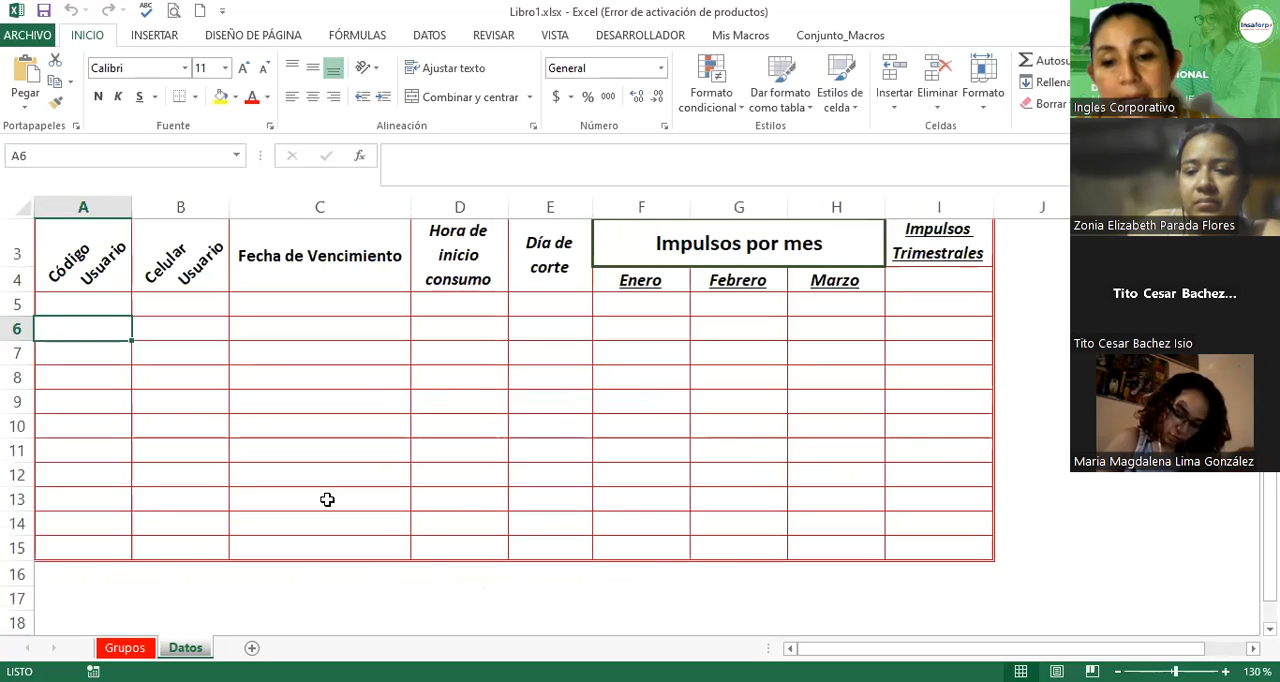 Libro1.xlsx - Excel (Error de activación de productos)
ARCHIVO INICIO INSERTAR DISEÑO DE PÁGINA FÓRMULAS DATOS REVISAR VISTA DESARROLLADOR Mis Macros Conjunto_Macros
Pegar
Calibri 11
N K S
Ajustar texto
Combinar y centrar
General
$ % 000
Formato condicional
Dar formato como tabla
Estilos de celda
Insertar
Eliminar
Formato
Autosu
Rellena
Borrar
Portapapeles Fuente Alineación Número Estilos Celdas
A6
fx
A B C D E F G H I J
3 Código Usuario Celular Usuario Fecha de Vencimiento Hora de inicio consumo Día de corte Impulsos por mes Impulsos Trimestrales
4 Enero Febrero Marzo
5
6
7
8
9
10
11
12
13
14
15
16
17
18
Grupos Datos
LISTO
130 %
Insaforp
IONAL
Ingles Corporativo
Zonia Elizabeth Parada Flores
Tito Cesar Bachez...
Tito Cesar Bachez Isio
Maria Magdalena Lima González